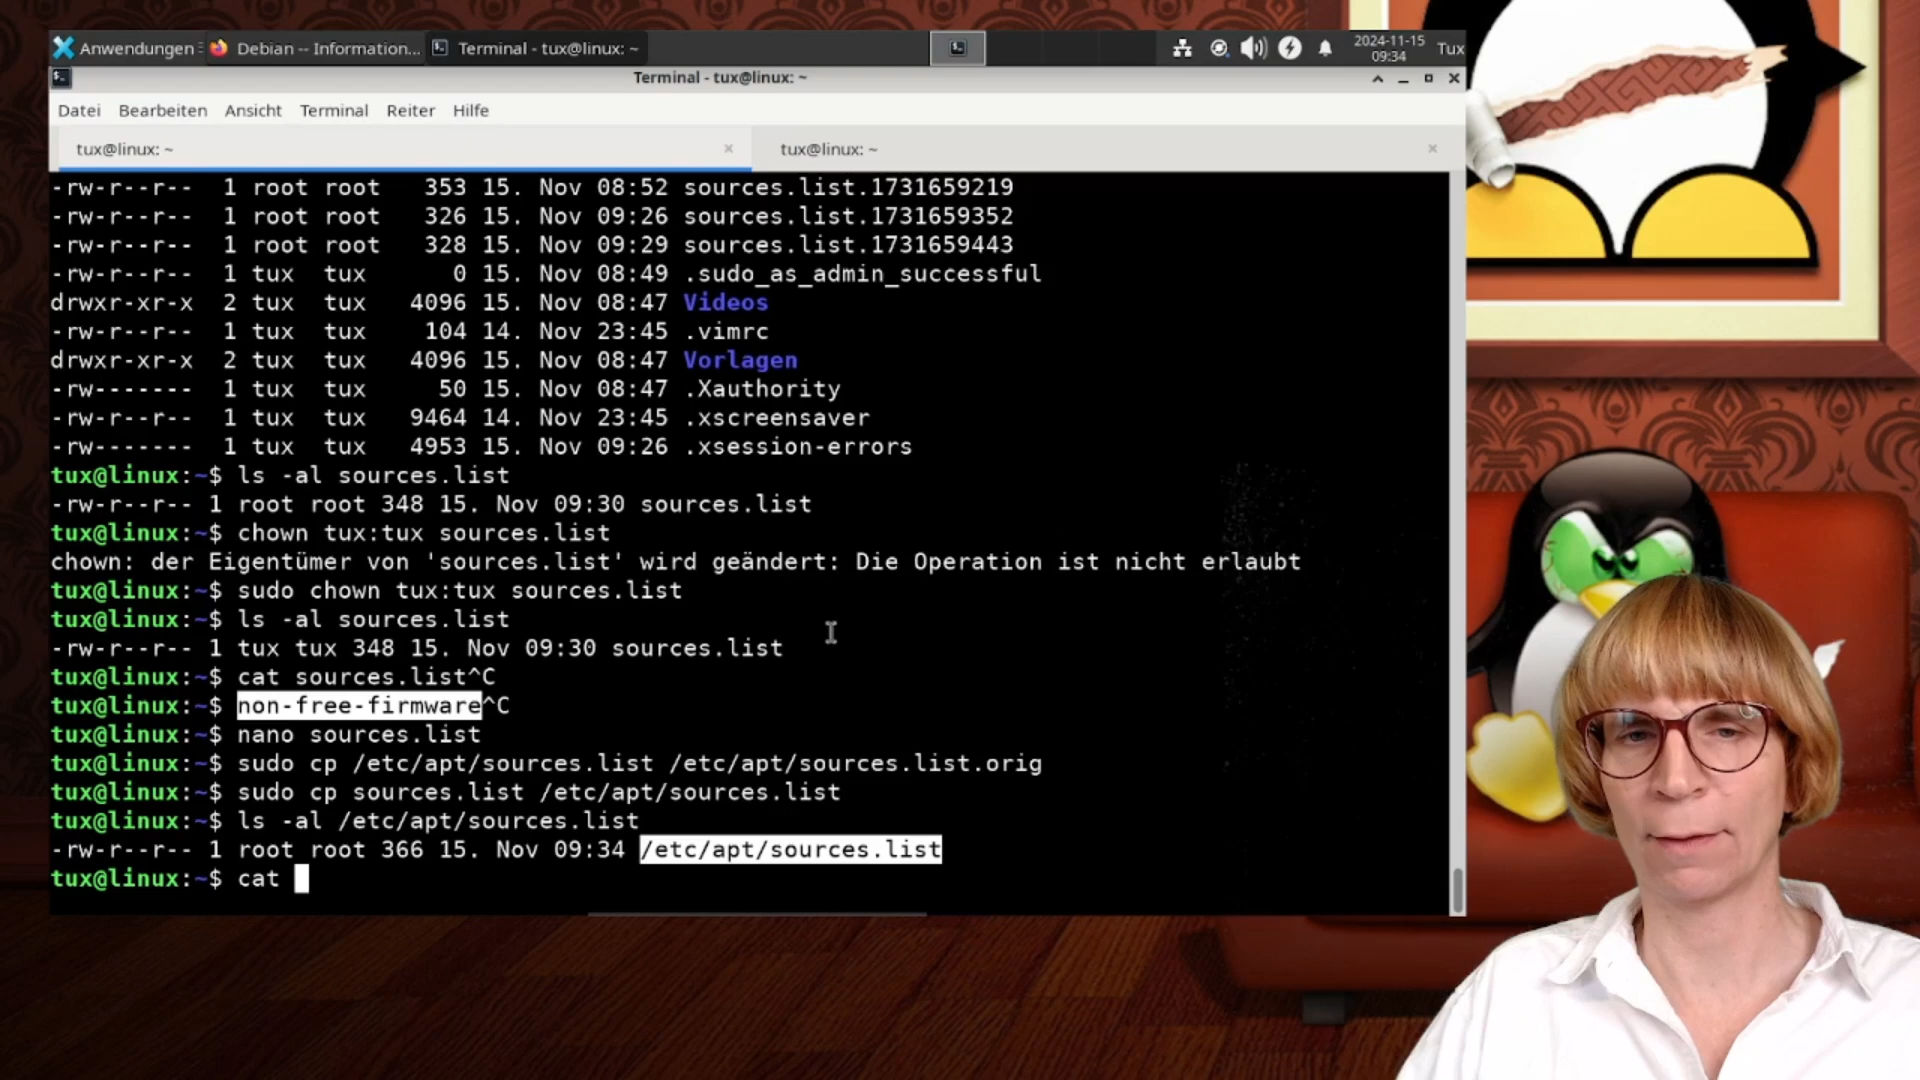 Anwendungen
Debian -- Information...
Terminal - tux@linux: ~
2024-11-15
09:34
Tux
Terminal - tux@linux: ~
Datei Bearbeiten Ansicht Terminal Reiter Hilfe
tux@linux: ~
tux@linux: ~
-rw-r--r-- 1 root root 353 15. Nov 08:52 sources.list.1731659219
-rw-r--r-- 1 root root 326 15. Nov 09:26 sources.list.1731659352
-rw-r--r-- 1 root root 328 15. Nov 09:29 sources.list.1731659443
-rw-r--r-- 1 tux tux 0 15. Nov 08:49 .sudo_as_admin_successful
drwxr-xr-x 2 tux tux 4096 15. Nov 08:47 Videos
-rw-r--r-- 1 tux tux 104 14. Nov 23:45 .vimrc
drwxr-xr-x 2 tux tux 4096 15. Nov 08:47 Vorlagen
-rw------- 1 tux tux 50 15. Nov 08:47 .Xauthority
-rw-r--r-- 1 tux tux 9464 14. Nov 23:45 .xscreensaver
-rw------- 1 tux tux 4953 15. Nov 09:26 .xsession-errors
tux@linux:~$ ls -al sources.list
-rw-r--r-- 1 root root 348 15. Nov 09:30 sources.list
tux@linux:~$ chown tux:tux sources.list
chown: der Eigentümer von 'sources.list' wird geändert: Die Operation ist nicht erlaubt
tux@linux:~$ sudo chown tux:tux sources.list
tux@linux:~$ ls -al sources.list
-rw-r--r-- 1 tux tux 348 15. Nov 09:30 sources.list
tux@linux:~$ cat sources.list^C
tux@linux:~$ non-free-firmware^C
tux@linux:~$ nano sources.list
tux@linux:~$ sudo cp /etc/apt/sources.list /etc/apt/sources.list.orig
tux@linux:~$ sudo cp sources.list /etc/apt/sources.list
tux@linux:~$ ls -al /etc/apt/sources.list
-rw-r--r-- 1 root root 366 15. Nov 09:34 /etc/apt/sources.list
tux@linux:~$ cat